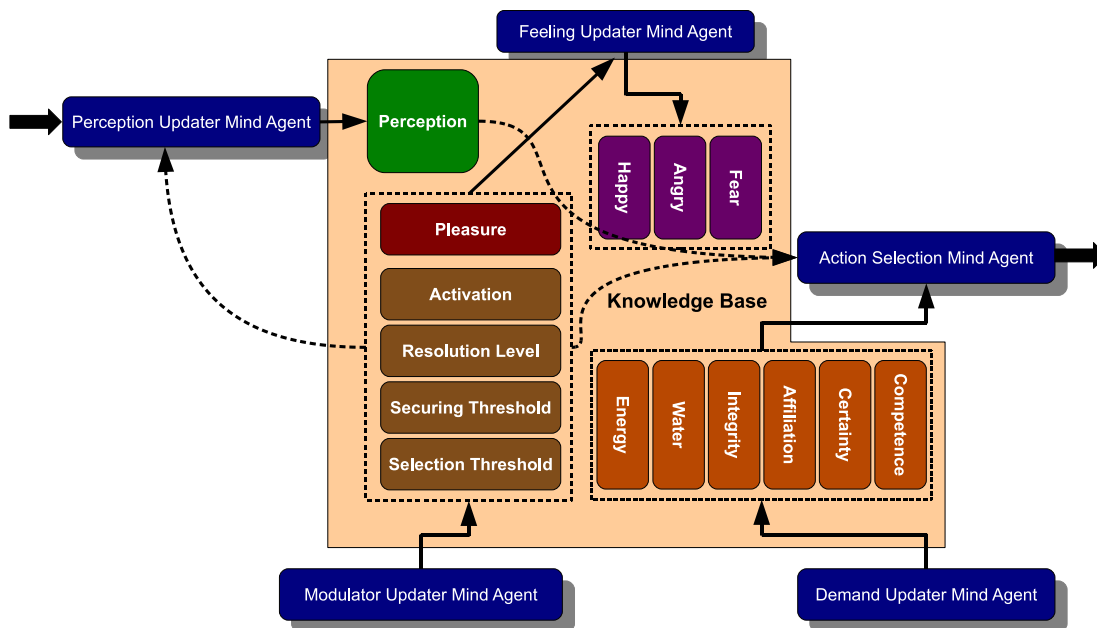 Feeling Updater Mind Agent
Perception Updater Mind Agent
Perception
Happy
Angry
Fear
Pleasure
Activation
Resolution Level
Securing Threshold
Selection Threshold
Action Selection Mind Agent
Knowledge Base
Energy
Water
Integrity
Affiliation
Certainty
Competence
Modulator Updater Mind Agent
Demand Updater Mind Agent